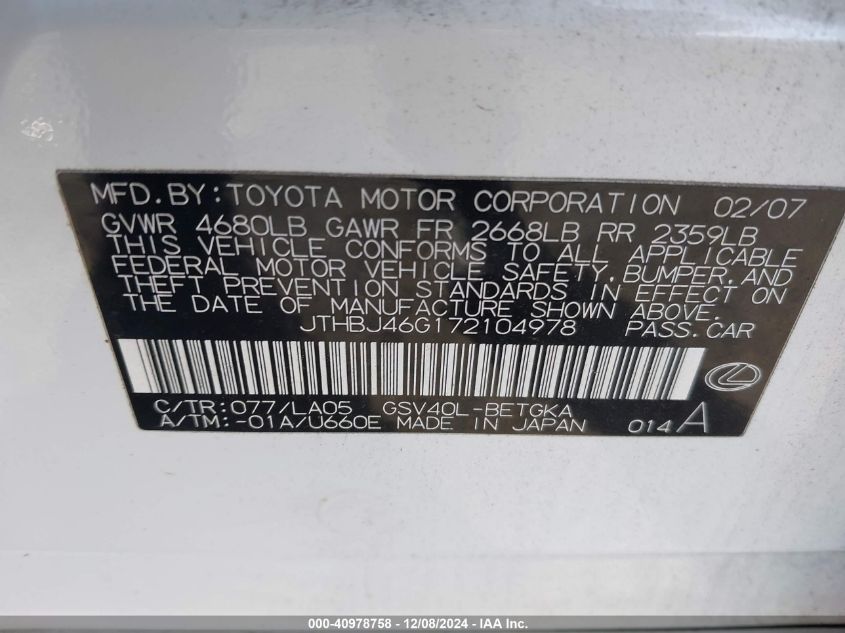 MFD. BY: TOYOTA MOTOR CORPORATION 02/07
GVWR 4680LB GAWR FR 2668LB RR 2359LB
THIS VEHICLE CONFORMS TO ALL APPLICABLE
FEDERAL MOTOR VEHICLE SAFETY, BUMPER, AND
THEFT PREVENTION STANDARDS IN EFFECT ON
THE DATE OF MANUFACTURE SHOWN ABOVE.
JTHBJ46G172104978 PASS. CAR
C/TR: 077/LA05 GSV40L-BETGKA
A/TM: -01A/U660E MADE IN JAPAN 014 A
000-40978758 - 12/08/2024 - IAA Inc.